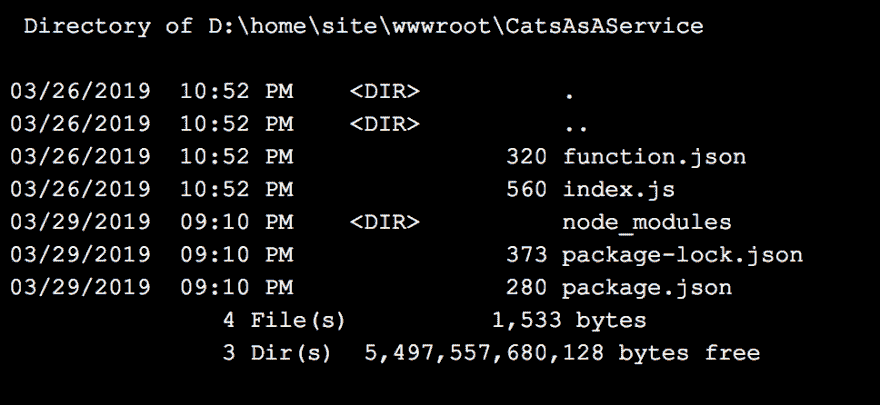 Directory of D:\home\site\wwwroot\CatsAsAService
03/26/2019  10:52 PM    <DIR>          .
03/26/2019  10:52 PM    <DIR>          ..
03/26/2019  10:52 PM               320 function.json
03/26/2019  10:52 PM               560 index.js
03/29/2019  09:10 PM    <DIR>          node_modules
03/29/2019  09:10 PM               373 package-lock.json
03/29/2019  09:10 PM               280 package.json
               4 File(s)          1,533 bytes
               3 Dir(s)  5,497,557,680,128 bytes free